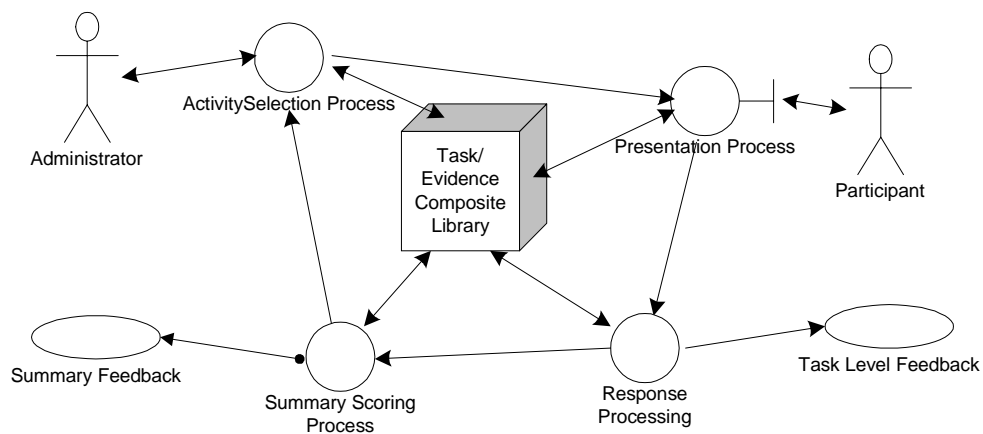 ActivitySelection Process
Administrator
Task/
Evidence
Composite
Library
Presentation Process
Participant
Summary Feedback
Summary Scoring
Process
Response
Processing
Task Level Feedback